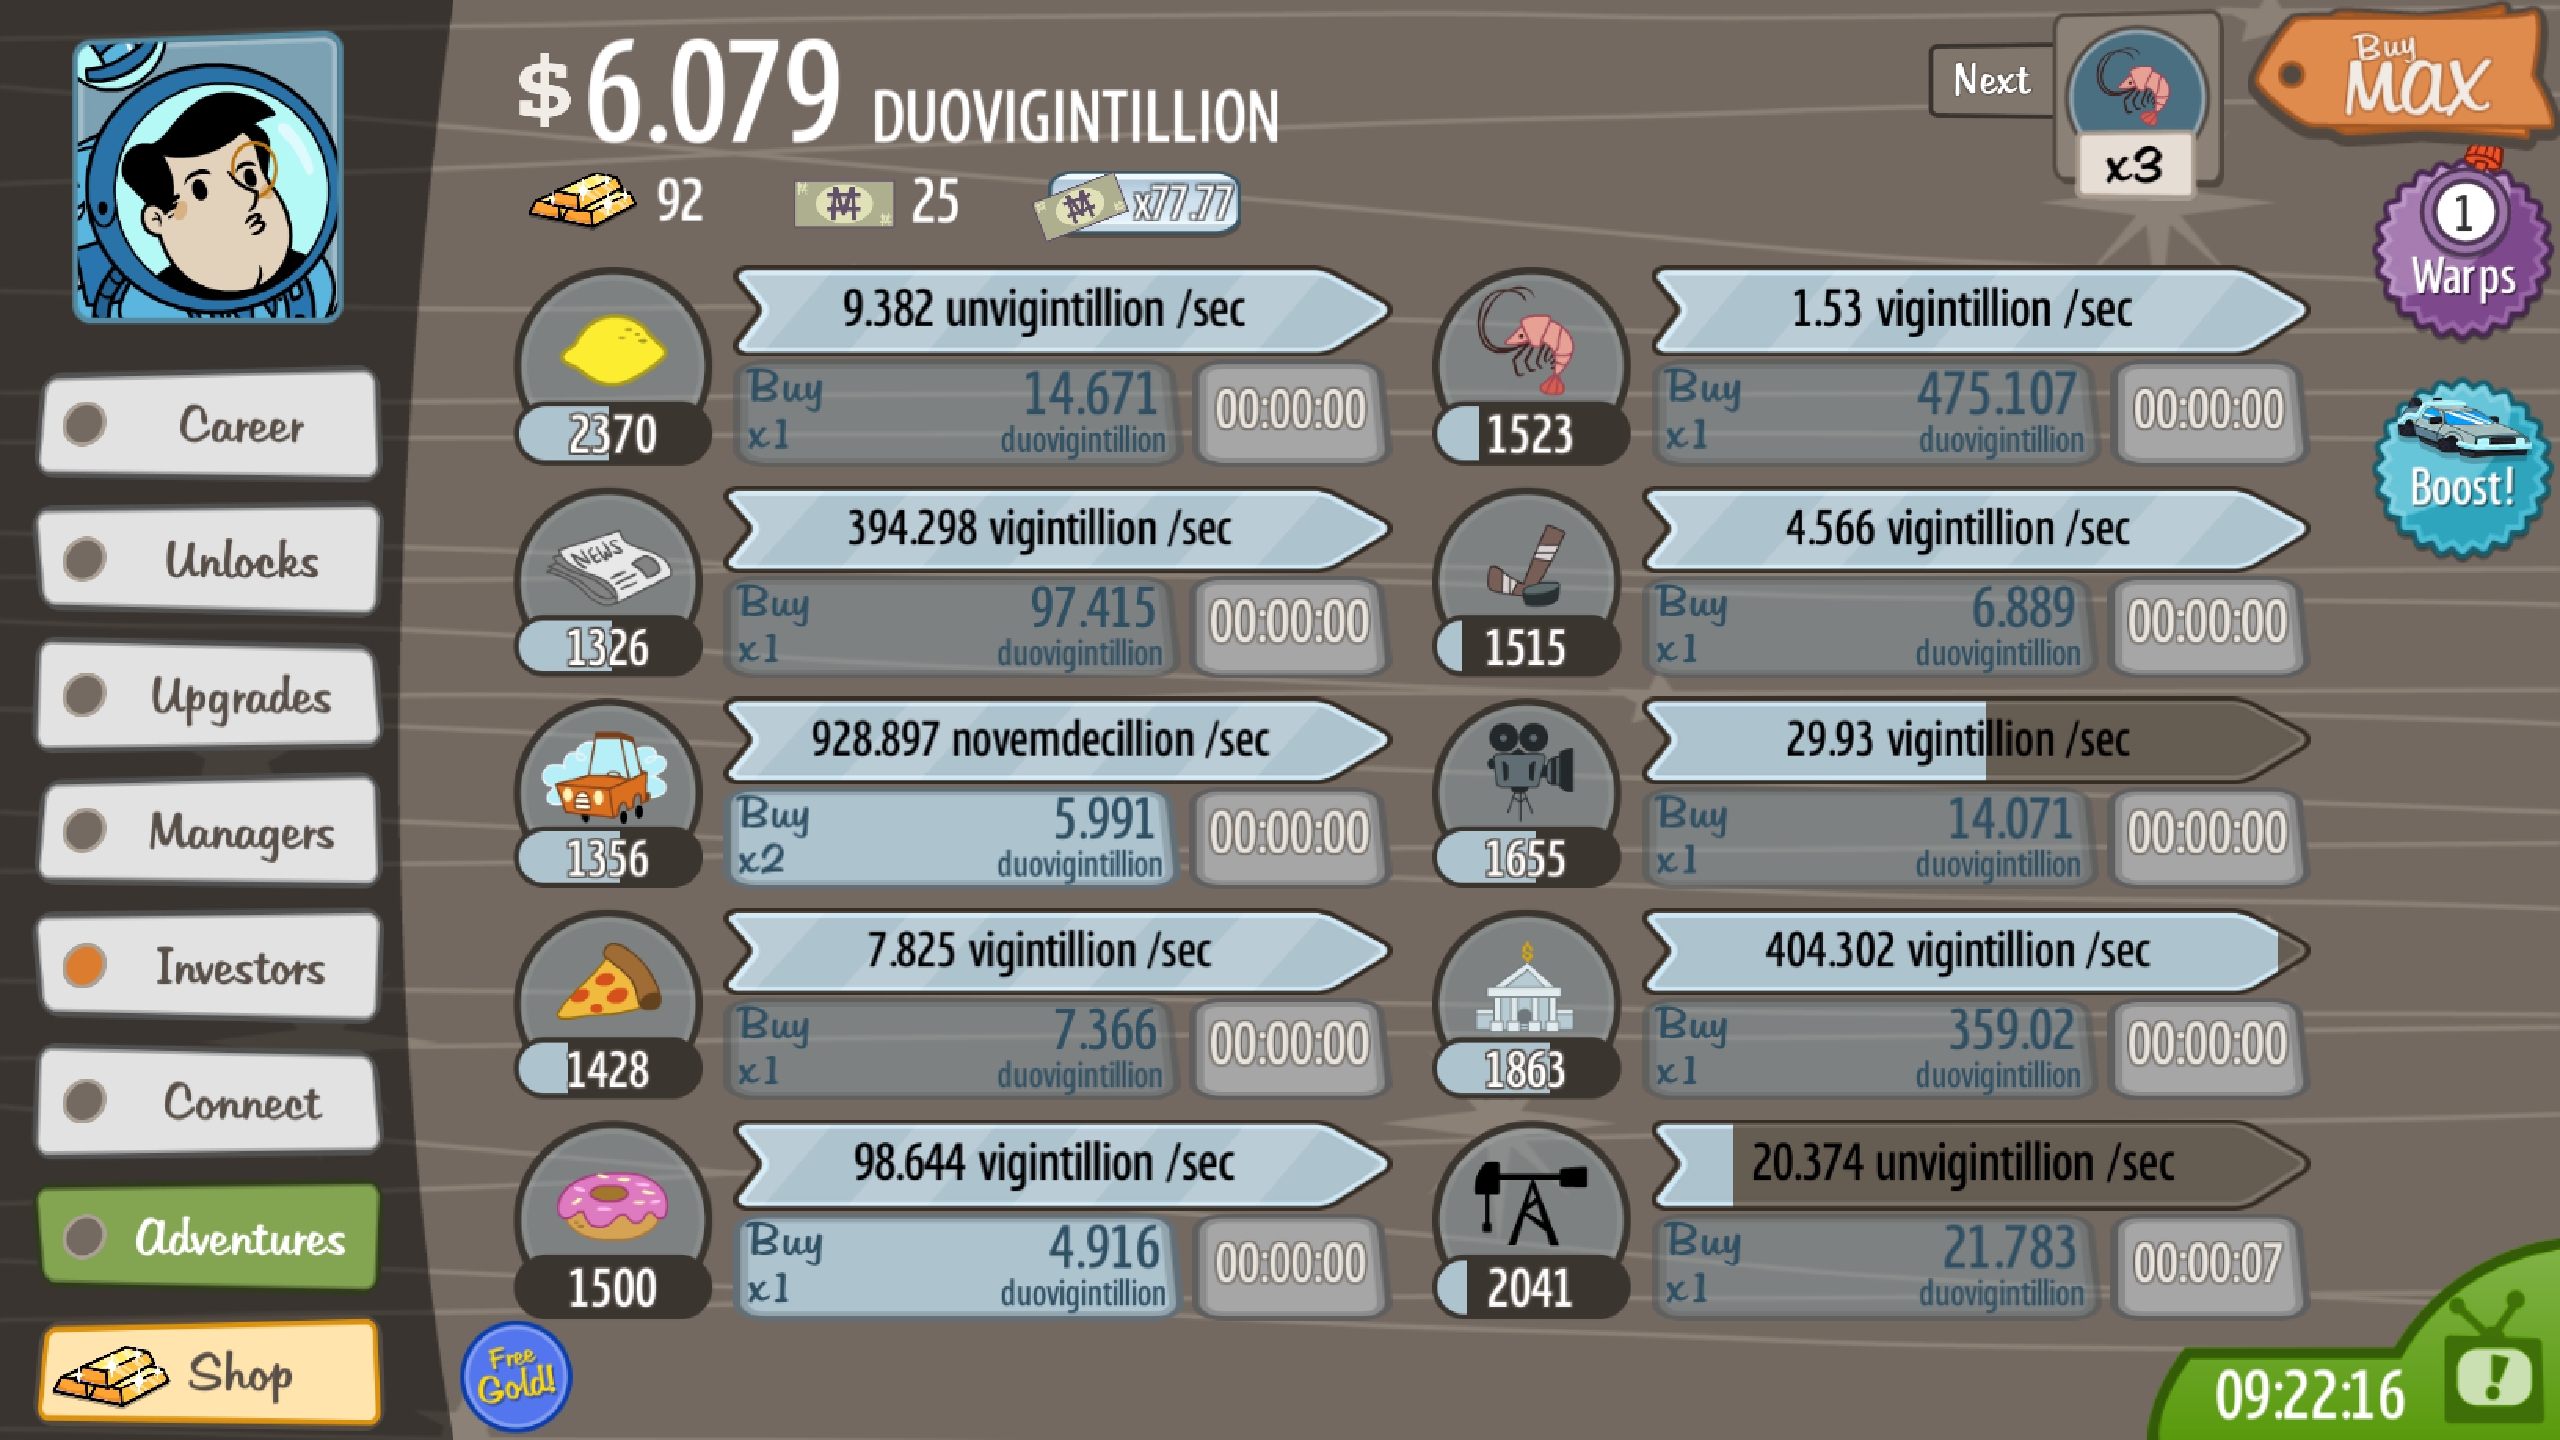 $6.079 DUOVIGINTILLION
92
25
x77.77
Next
x3
Buy
MAX
1
Warps
Boost!
Career
Unlocks
Upgrades
Managers
Investors
Connect
Adventures
Shop
9.382 unvigintillion /sec
2370
Buy
x1
14.671
duovigintillion
00:00:00
NEWS
394.298 vigintillion /sec
1326
Buy
x1
97.415
duovigintillion
00:00:00
928.897 novemdecillion /sec
1356
Buy
x2
5.991
duovigintillion
00:00:00
7.825 vigintillion /sec
1428
Buy
x1
7.366
duovigintillion
00:00:00
98.644 vigintillion /sec
1500
Buy
x1
4.916
duovigintillion
00:00:00
1.53 vigintillion /sec
1523
Buy
x1
475.107
duovigintillion
00:00:00
4.566 vigintillion /sec
1515
Buy
x1
6.889
duovigintillion
00:00:00
29.93 vigintillion /sec
1655
Buy
x1
14.071
duovigintillion
00:00:00
$
404.302 vigintillion /sec
1863
Buy
x1
359.02
duovigintillion
00:00:00
20.374 unvigintillion /sec
2041
Buy
x1
21.783
duovigintillion
00:00:07
Free
Gold!
09:22:16
!